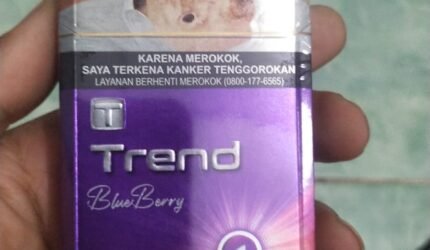 KARENA MEROKOK,
SAYA TERKENA KANKER TENGGOROKAN
LAYANAN BERHENTI MEROKOK (0800-177-6565)
T
Trend
BlueBerry